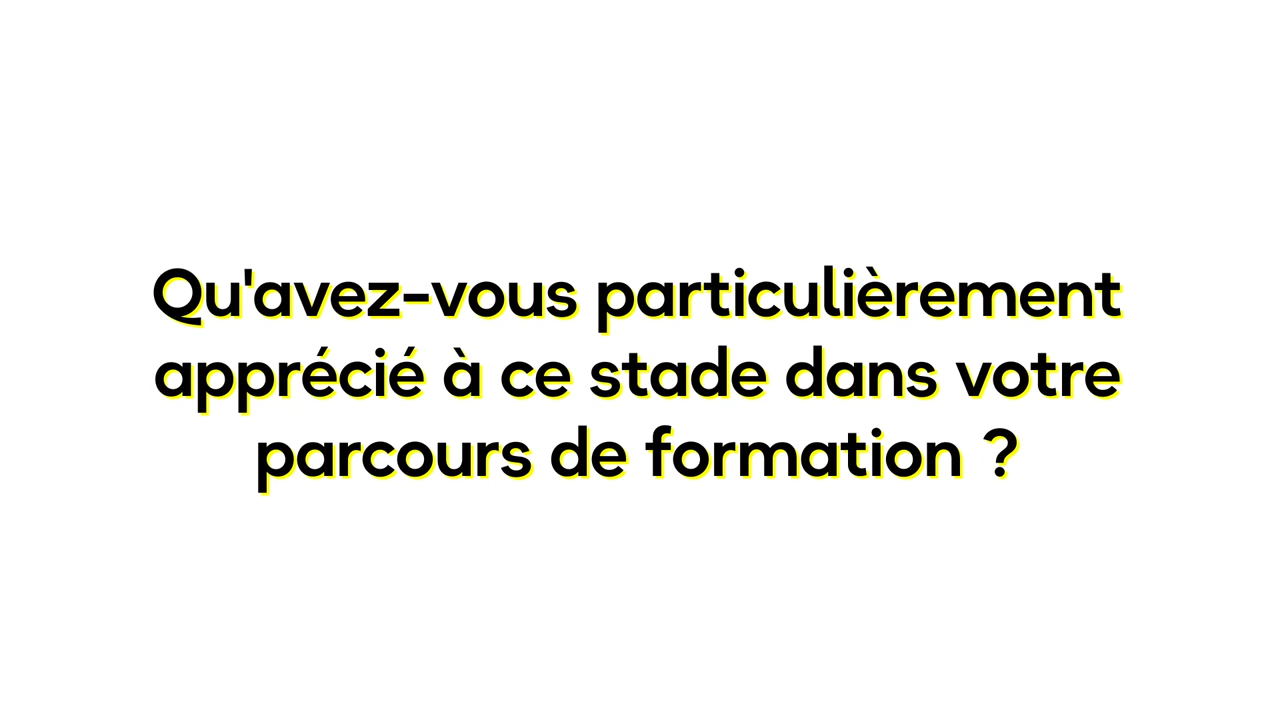 Qu'avez-vous particulièrement
apprécié à ce stade dans votre
parcours de formation ?